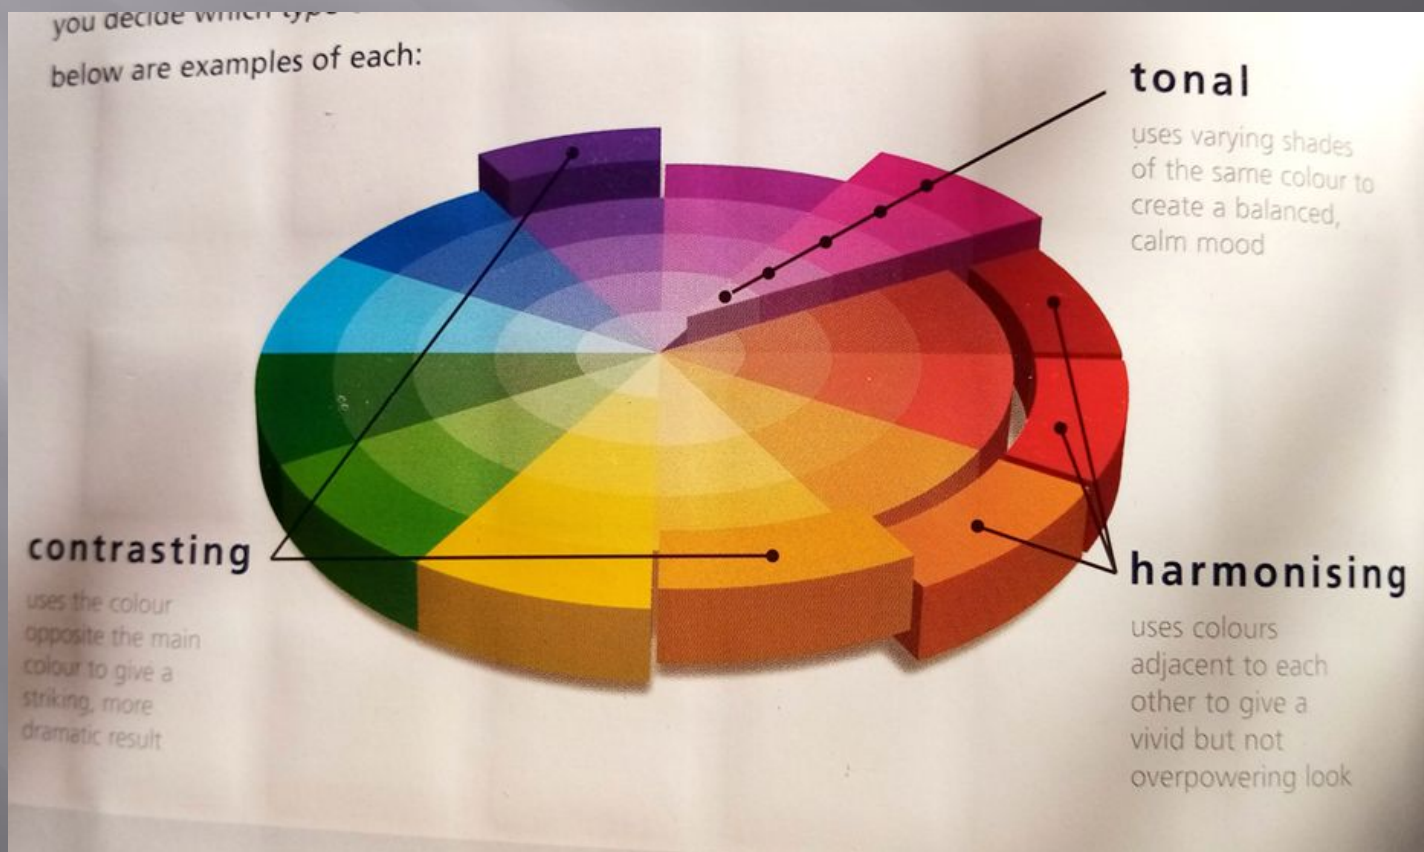 you decide which type
below are examples of each:
tonal
uses varying shades
of the same colour to
create a balanced,
calm mood
contrasting
uses the colour
opposite the main
colour to give a
striking, more
dramatic result
harmonising
uses colours
adjacent to each
other to give a
vivid but not
overpowering look